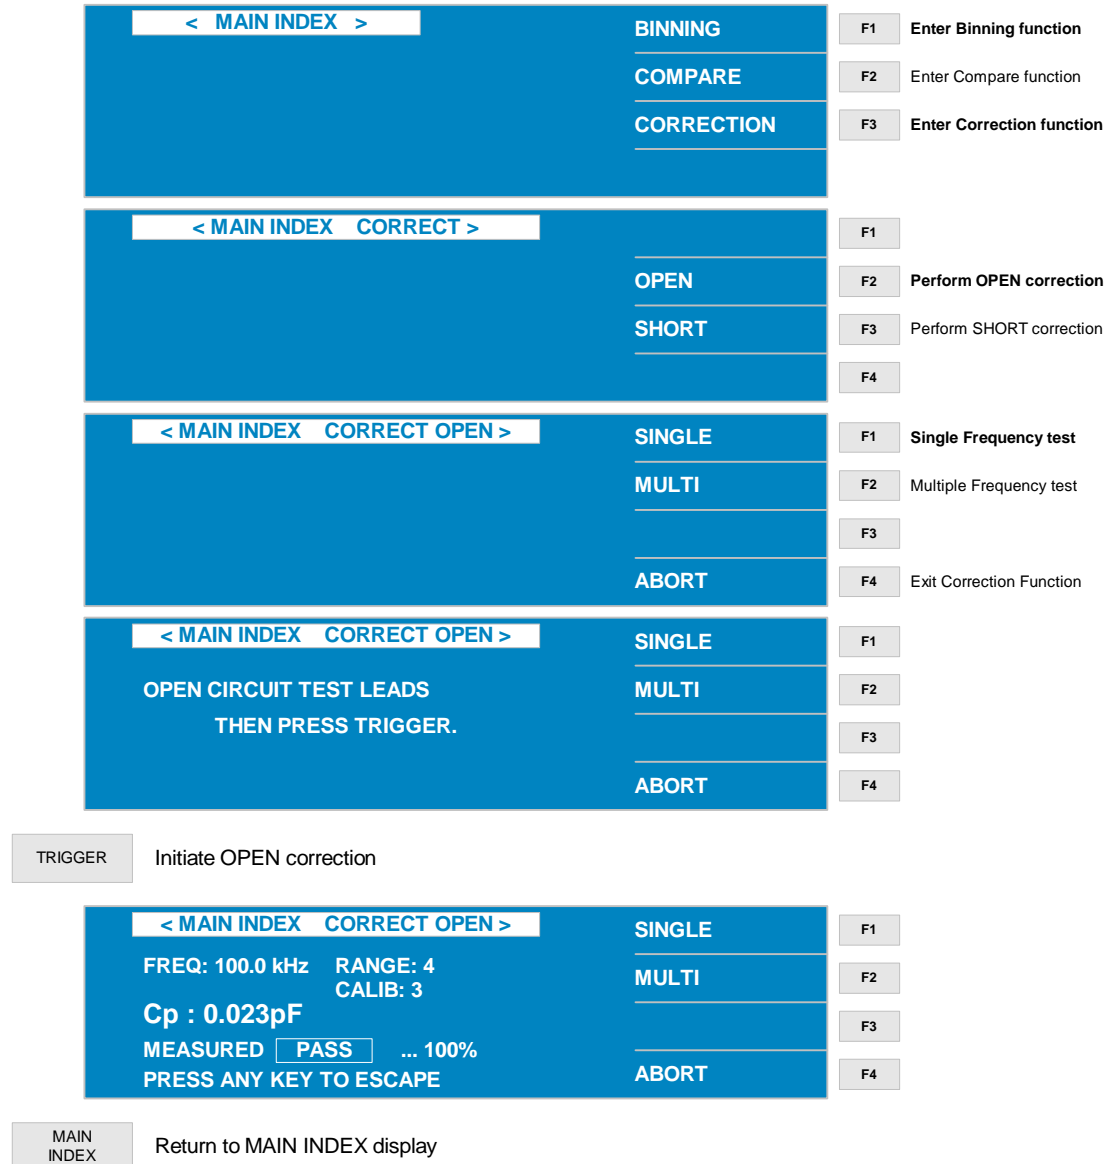 < MAIN INDEX >
BINNING F1 Enter Binning function
COMPARE F2 Enter Compare function
CORRECTION F3 Enter Correction function
< MAIN INDEX CORRECT >
F1
OPEN F2 Perform OPEN correction
SHORT F3 Perform SHORT correction
F4
< MAIN INDEX CORRECT OPEN >
SINGLE F1 Single Frequency test
MULTI F2 Multiple Frequency test
F3
ABORT F4 Exit Correction Function
< MAIN INDEX CORRECT OPEN >
SINGLE F1
OPEN CIRCUIT TEST LEADS MULTI F2
THEN PRESS TRIGGER.
F3
ABORT F4
TRIGGER Initiate OPEN correction
< MAIN INDEX CORRECT OPEN >
SINGLE F1
FREQ: 100.0 kHz RANGE: 4
MULTI F2
CALIB: 3
Cp : 0.023pF
F3
MEASURED PASS ... 100%
PRESS ANY KEY TO ESCAPE ABORT F4
MAIN
INDEX
Return to MAIN INDEX display